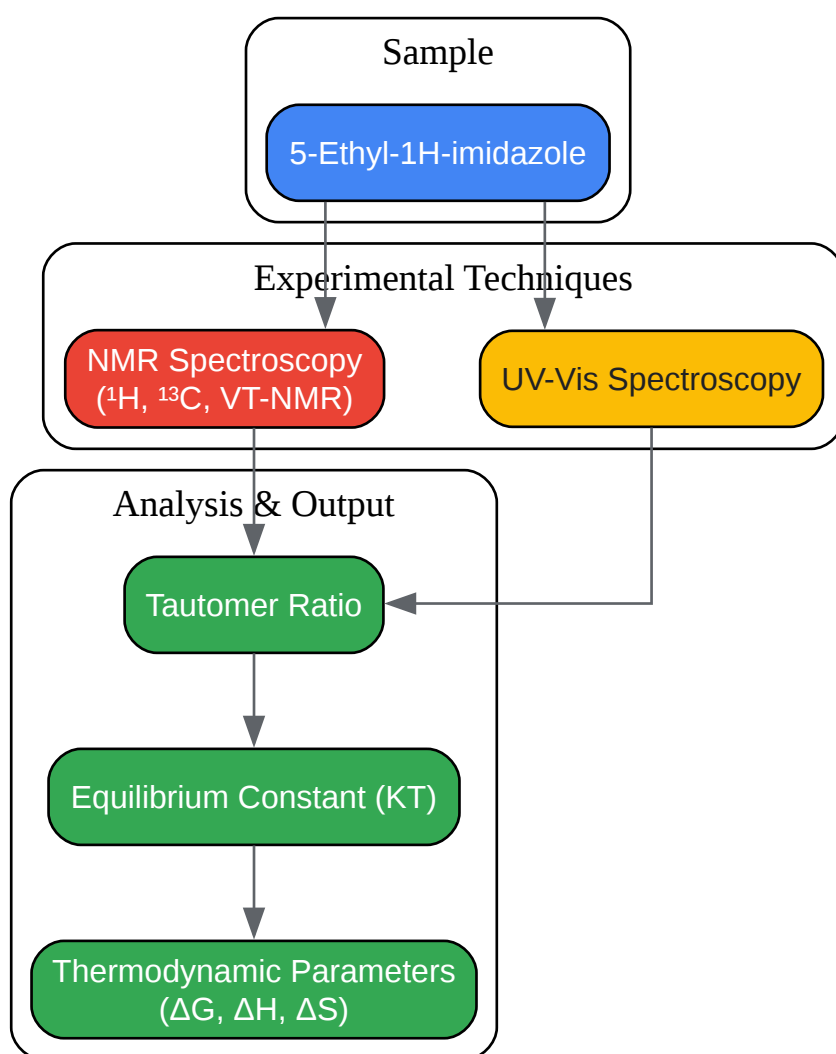 Sample
5-Ethyl-1H-imidazole
Experimental Techniques
NMR Spectroscopy
(¹H, ¹³C, VT-NMR)
UV-Vis Spectroscopy
Analysis & Output
Tautomer Ratio
Equilibrium Constant (KT)
Thermodynamic Parameters
(ΔG, ΔH, ΔS)